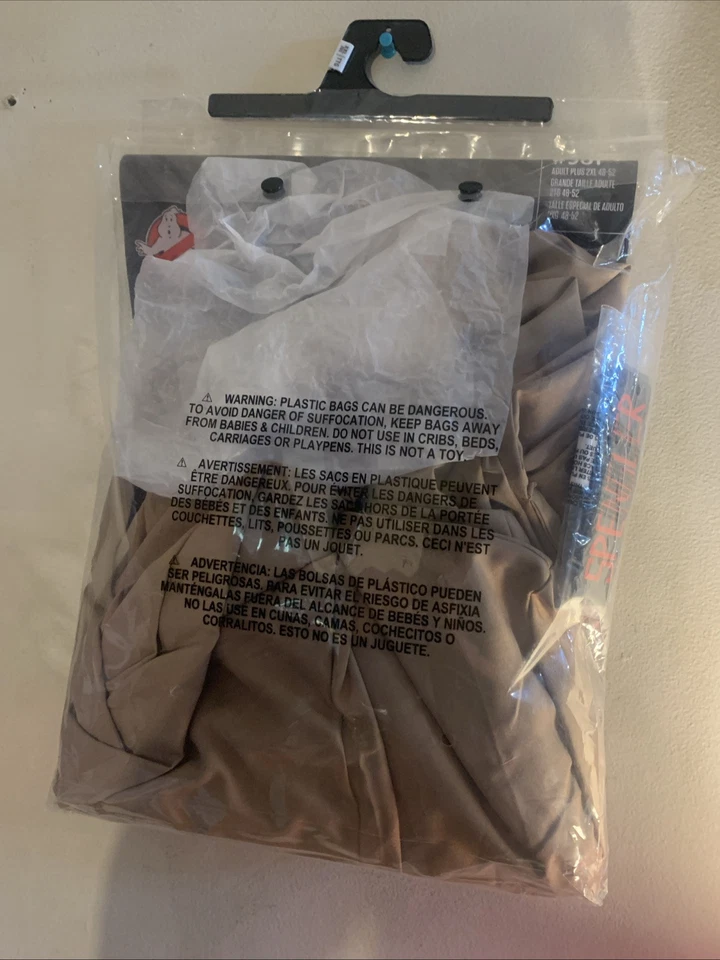 ADULT PLUS 2XL 48-52
GRANDE TAILLE ADULTE
2TG 48-52
TALLE ESPECIAL DE ADULTO
2TG 48-52
⚠ WARNING: PLASTIC BAGS CAN BE DANGEROUS.
TO AVOID DANGER OF SUFFOCATION, KEEP BAGS AWAY
FROM BABIES & CHILDREN. DO NOT USE IN CRIBS, BEDS,
CARRIAGES OR PLAYPENS. THIS IS NOT A TOY.
⚠ AVERTISSEMENT: LES SACS EN PLASTIQUE PEUVENT
ÊTRE DANGEREUX. POUR ÉVITER LES DANGERS DE
SUFFOCATION, GARDEZ LES SACS HORS DE LA PORTÉE
DES BÉBÉS ET DES ENFANTS. NE PAS UTILISER DANS LES
COUCHETTES, LITS, POUSSETTES OU PARCS. CECI N'EST
PAS UN JOUET.
⚠ ADVERTENCIA: LAS BOLSAS DE PLÁSTICO PUEDEN
SER PELIGROSAS. PARA EVITAR EL RIESGO DE ASFIXIA
MANTÉNGALAS FUERA DEL ALCANCE DE BEBÉS Y NIÑOS.
NO LAS USE EN CUNAS, CAMAS, COCHECITOS O
CORRALITOS. ESTO NO ES UN JUGUETE.